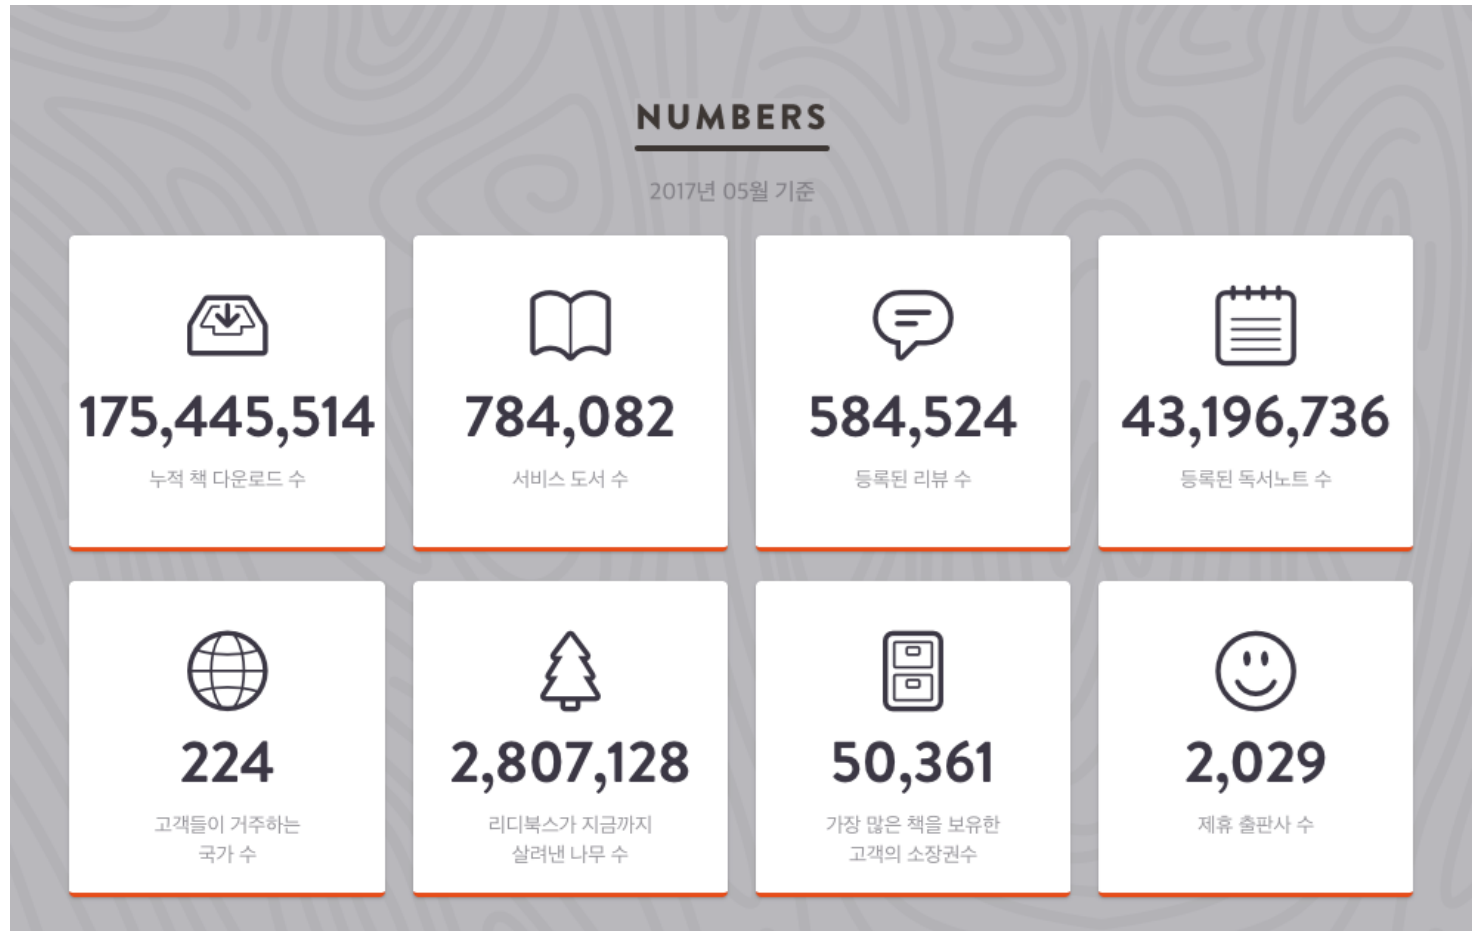 NUMBERS
2017년 05월 기준
175,445,514
누적 책 다운로드 수
784,082
서비스 도서 수
584,524
등록된 리뷰 수
43,196,736
등록된 독서노트 수
224
고객들이 거주하는
국가 수
2,807,128
리디북스가 지금까지
살려낸 나무 수
50,361
가장 많은 책을 보유한
고객의 소장권수
2,029
제휴 출판사 수